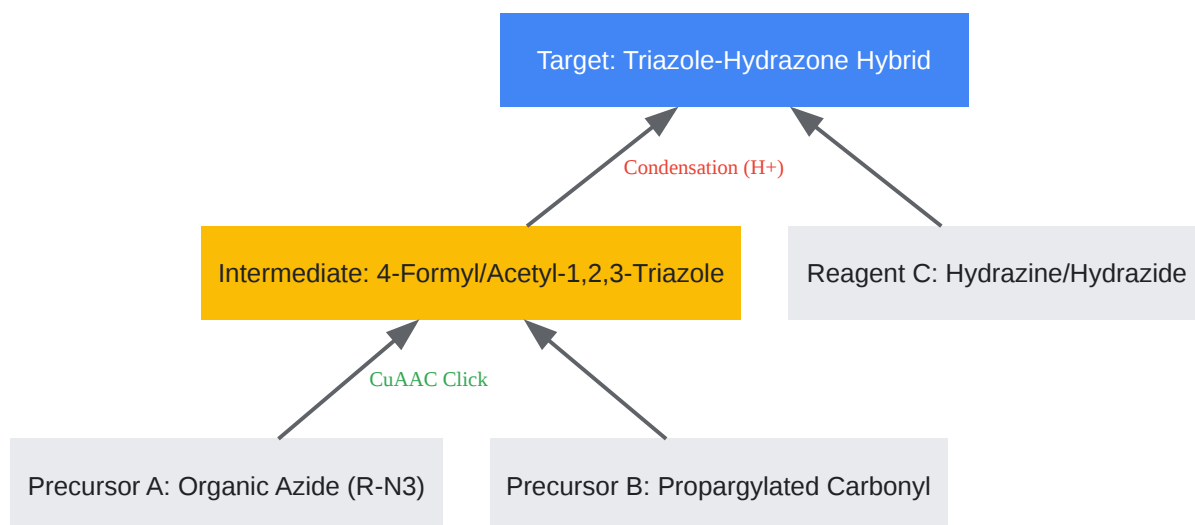 Target: Triazole-Hydrazone Hybrid
Condensation (H+)
Intermediate: 4-Formyl/Acetyl-1,2,3-Triazole
Reagent C: Hydrazine/Hydrazide
CuAAC Click
Precursor A: Organic Azide (R-N3)
Precursor B: Propargylated Carbonyl